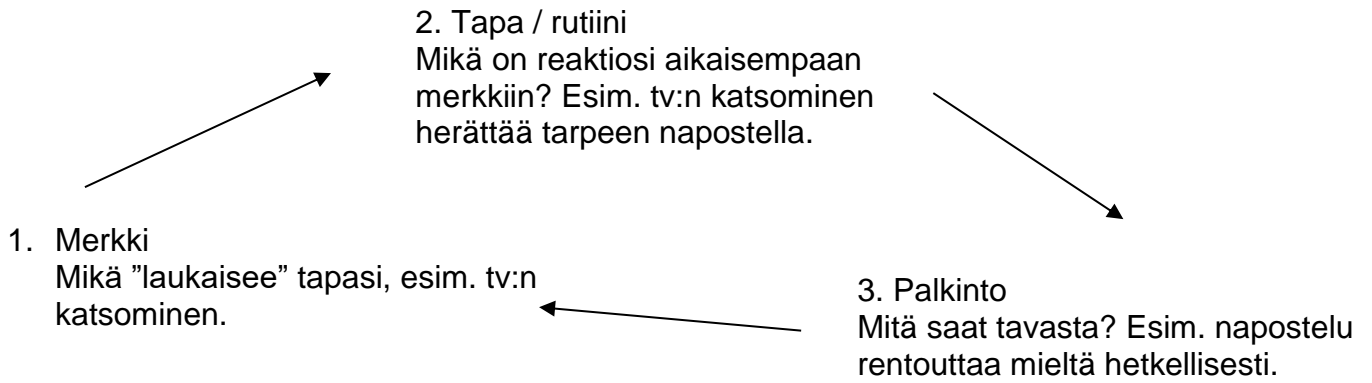 2. Tapa / rutiini
Mikä on reaktiosi aikaisempaan
merkkiin? Esim. tv:n katsominen
herättää tarpeen napostella.
1. Merkki
Mikä ”laukaisee” tapasi, esim. tv:n
katsominen.
3. Palkinto
Mitä saat tavasta? Esim. napostelu
rentouttaa mieltä hetkellisesti.